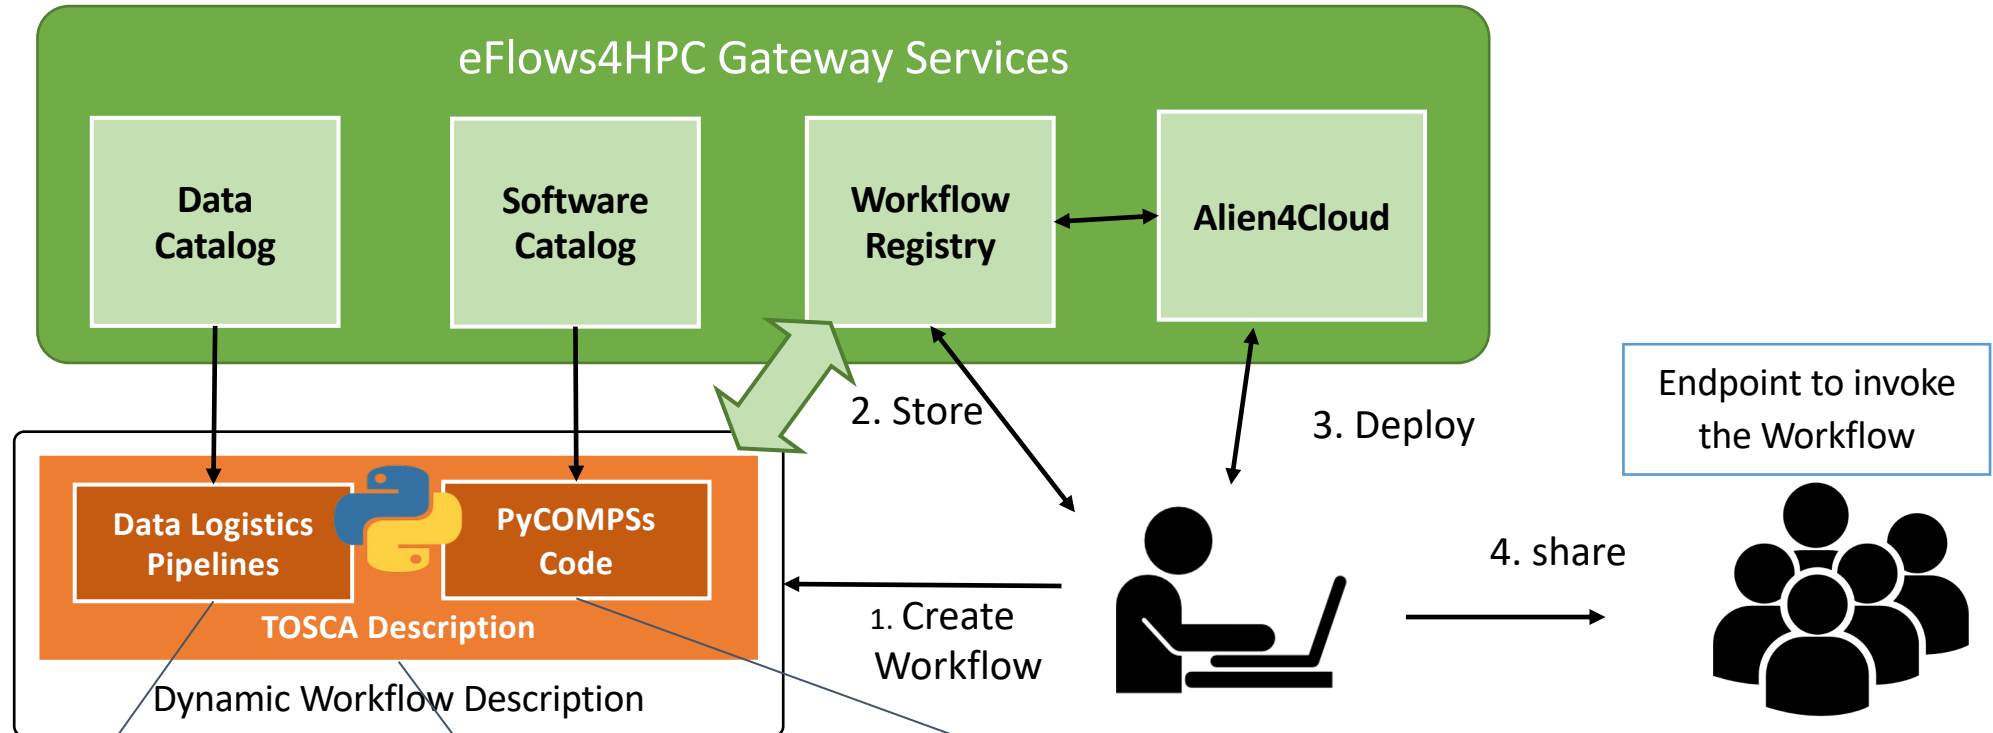 eFlows4HPC Gateway Services
Data
Catalog
Software
Catalog
Workflow
Registry
Alien4Cloud
2. Store
3. Deploy
Endpoint to invoke
the Workflow
Data Logistics
Pipelines
PyCOMPSs
Code
TOSCA Description
Dynamic Workflow Description
1. Create
Workflow
4. share